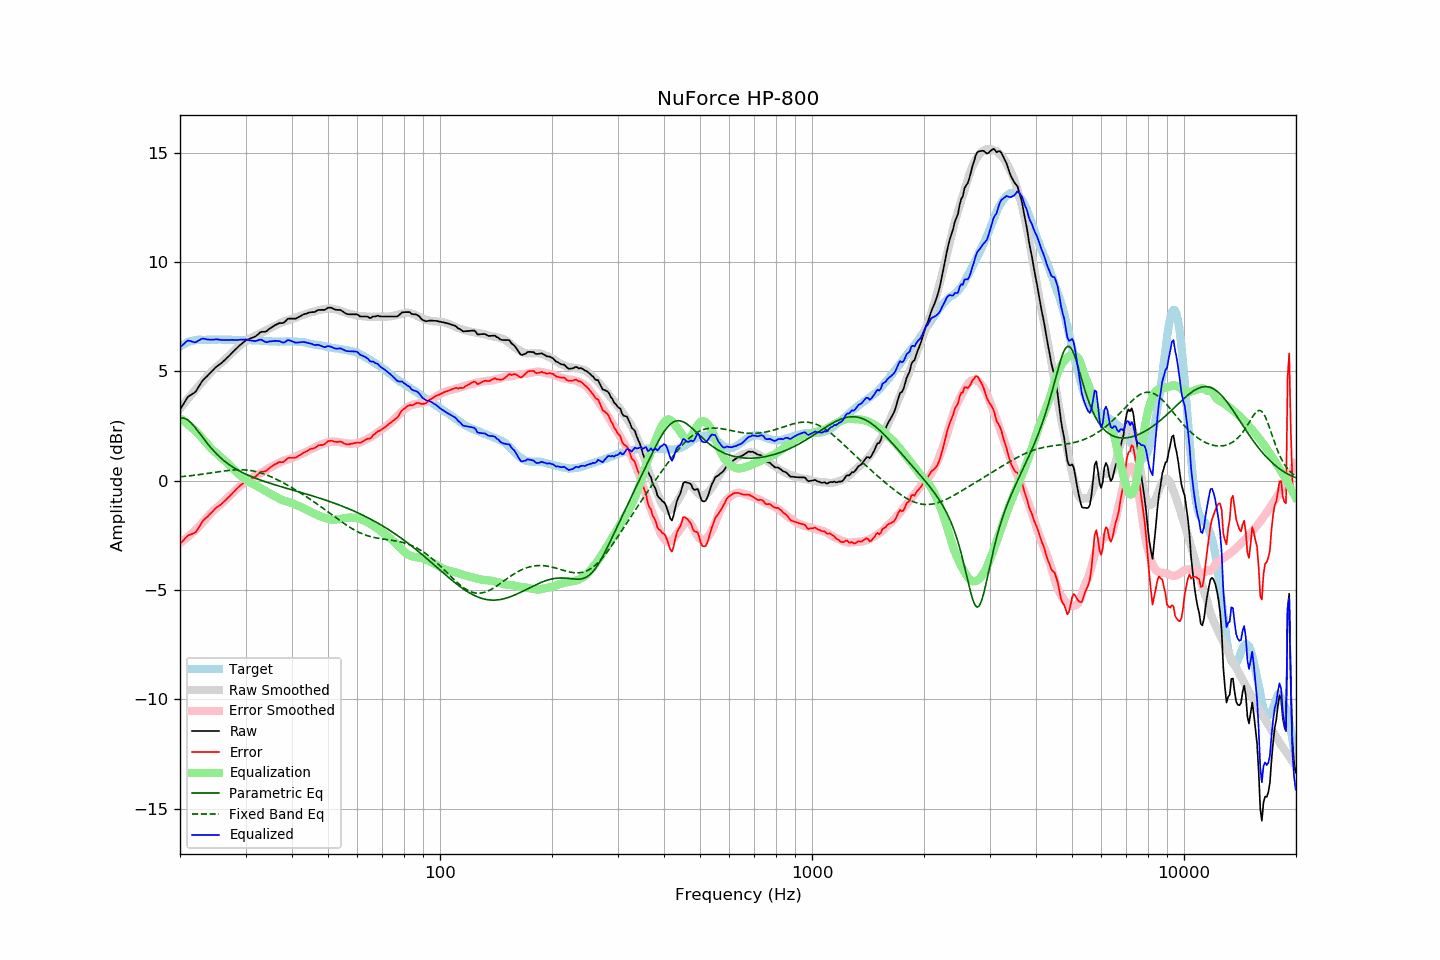 NuForce HP-800
15
10
5
0
−5
−10
−15
Amplitude (dBr)
Target
Raw Smoothed
Error Smoothed
Raw
Error
Equalization
Parametric Eq
Fixed Band Eq
Equalized
100
1000
10000
Frequency (Hz)